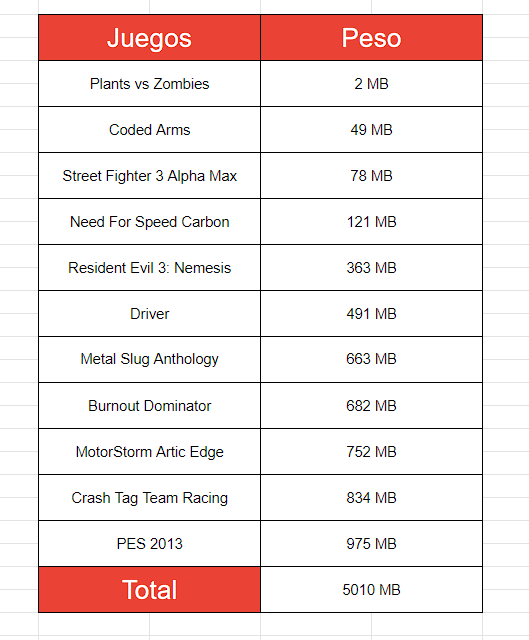 Juegos Peso
Plants vs Zombies 2 MB
Coded Arms 49 MB
Street Fighter 3 Alpha Max 78 MB
Need For Speed Carbon 121 MB
Resident Evil 3: Nemesis 363 MB
Driver 491 MB
Metal Slug Anthology 663 MB
Burnout Dominator 682 MB
MotorStorm Artic Edge 752 MB
Crash Tag Team Racing 834 MB
PES 2013 975 MB
Total 5010 MB